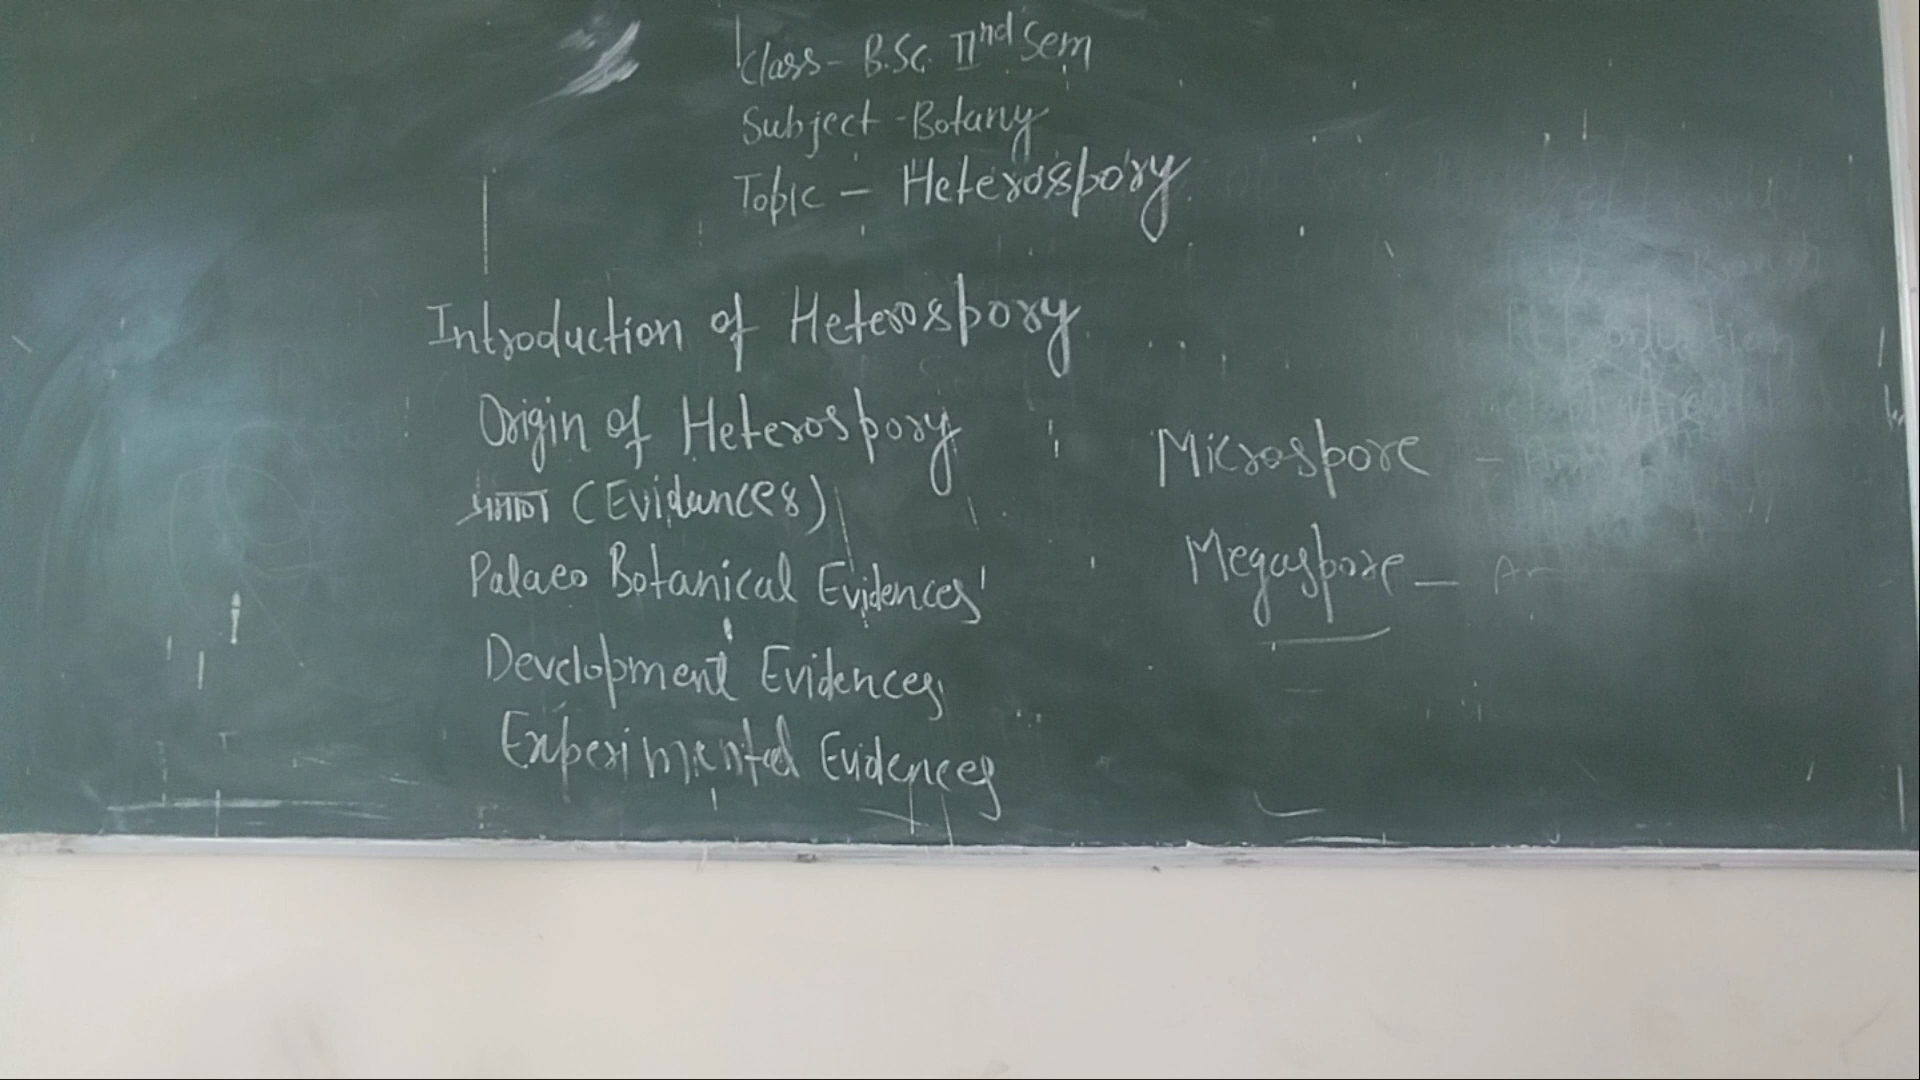 Class - B.Sc. IInd Sem
Subject - Botany
Topic - Heterospory
Introduction of Heterospory
Origin of Heterospory
प्रमाण (Evidances)
Palaeo Botanical Evidences
Development Evidences
Experimental Evidences
Microspore -
Megaspore -